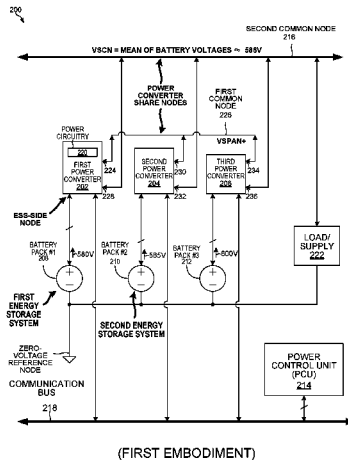 200
SECOND COMMON NODE
216
VSCN = MEAN OF BATTERY VOLTAGES ≈ 585V
POWER CONVERTER SHARE NODES
FIRST COMMON NODE
226
VSPAN+
POWER CIRCUITRY
220
FIRST POWER CONVERTER
202
224
228
SECOND POWER CONVERTER
204
230
232
THIRD POWER CONVERTER
206
234
236
ESS-SIDE NODE
BATTERY PACK #1
208
~580V
BATTERY PACK #2
210
~585V
BATTERY PACK #3
212
~600V
LOAD/SUPPLY
222
FIRST ENERGY STORAGE SYSTEM
SECOND ENERGY STORAGE SYSTEM
ZERO-VOLTAGE REFERENCE NODE
POWER CONTROL UNIT (PCU)
214
COMMUNICATION BUS
218
(FIRST EMBODIMENT)